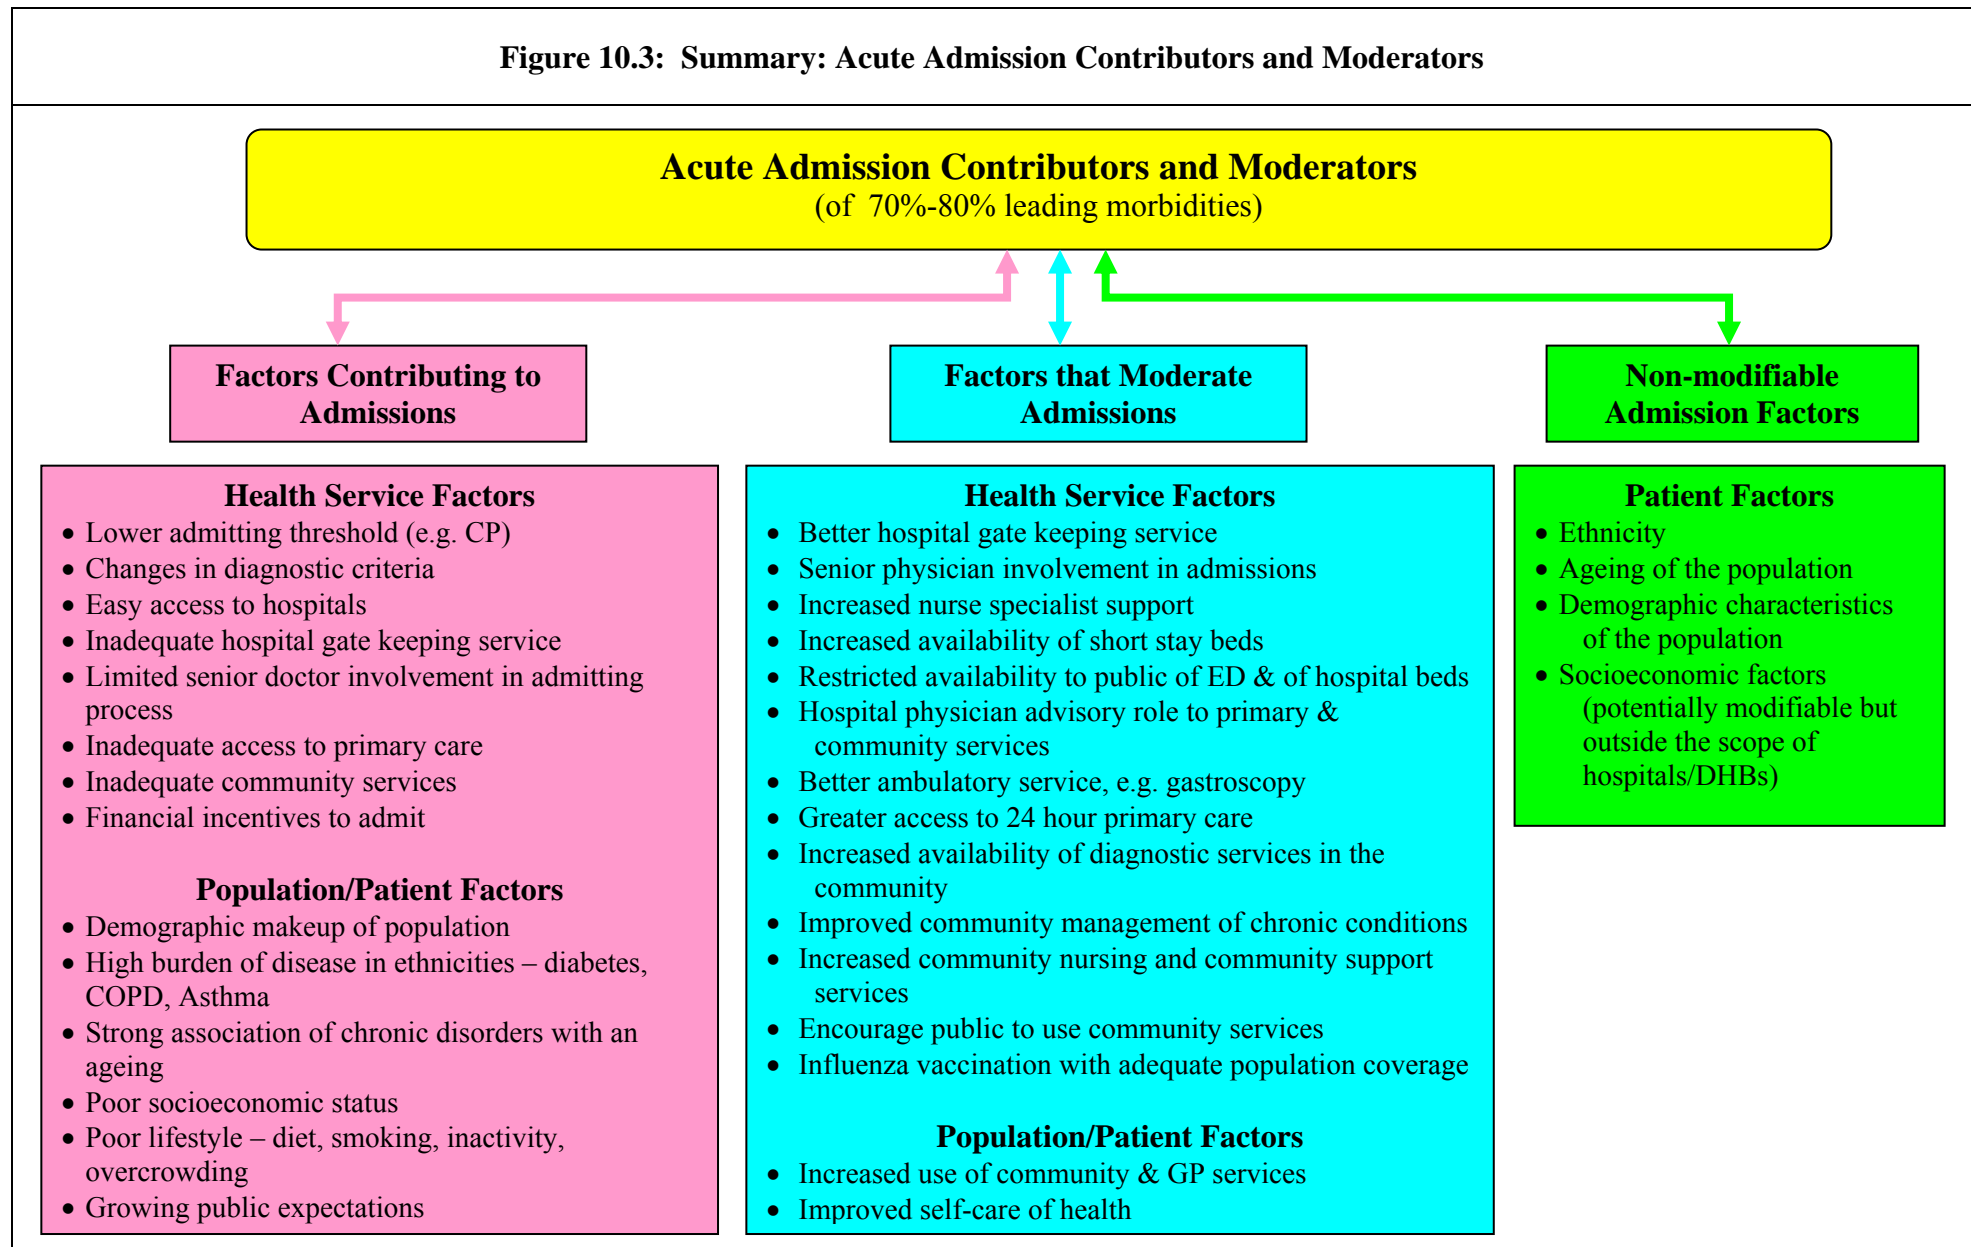 Figure 10.3:  Summary: Acute Admission Contributors and Moderators
Acute Admission Contributors and Moderators
(of  70%-80% leading morbidities)
Factors Contributing to
Admissions
Health Service Factors
• Lower admitting threshold (e.g. CP)
• Changes in diagnostic criteria
• Easy access to hospitals
• Inadequate hospital gate keeping service
• Limited senior doctor involvement in admitting
process
• Inadequate access to primary care
• Inadequate community services
• Financial incentives to admit
Population/Patient Factors
• Demographic makeup of population
• High burden of disease in ethnicities – diabetes,
COPD, Asthma
• Strong association of chronic disorders with an
ageing
• Poor socioeconomic status
• Poor lifestyle – diet, smoking, inactivity,
overcrowding
• Growing public expectations
Factors that Moderate
Admissions
Health Service Factors
• Better hospital gate keeping service
• Senior physician involvement in admissions
• Increased nurse specialist support
• Increased availability of short stay beds
• Restricted availability to public of ED & of hospital beds
• Hospital physician advisory role to primary &
community services
• Better ambulatory service, e.g. gastroscopy
• Greater access to 24 hour primary care
• Increased availability of diagnostic services in the
community
• Improved community management of chronic conditions
• Increased community nursing and community support
services
• Encourage public to use community services
• Influenza vaccination with adequate population coverage
Population/Patient Factors
• Increased use of community & GP services
• Improved self-care of health
Non-modifiable
Admission Factors
Patient Factors
• Ethnicity
• Ageing of the population
• Demographic characteristics
of the population
• Socioeconomic factors
(potentially modifiable but
outside the scope of
hospitals/DHBs)